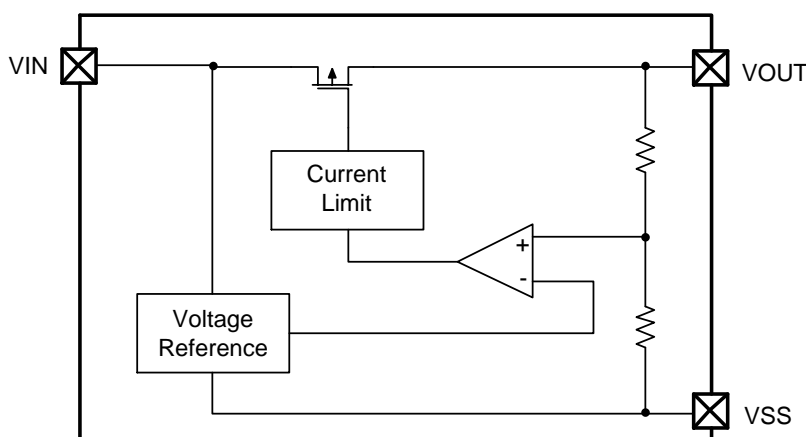 VIN
VOUT
Current
Limit
+
-
Voltage
Reference
VSS